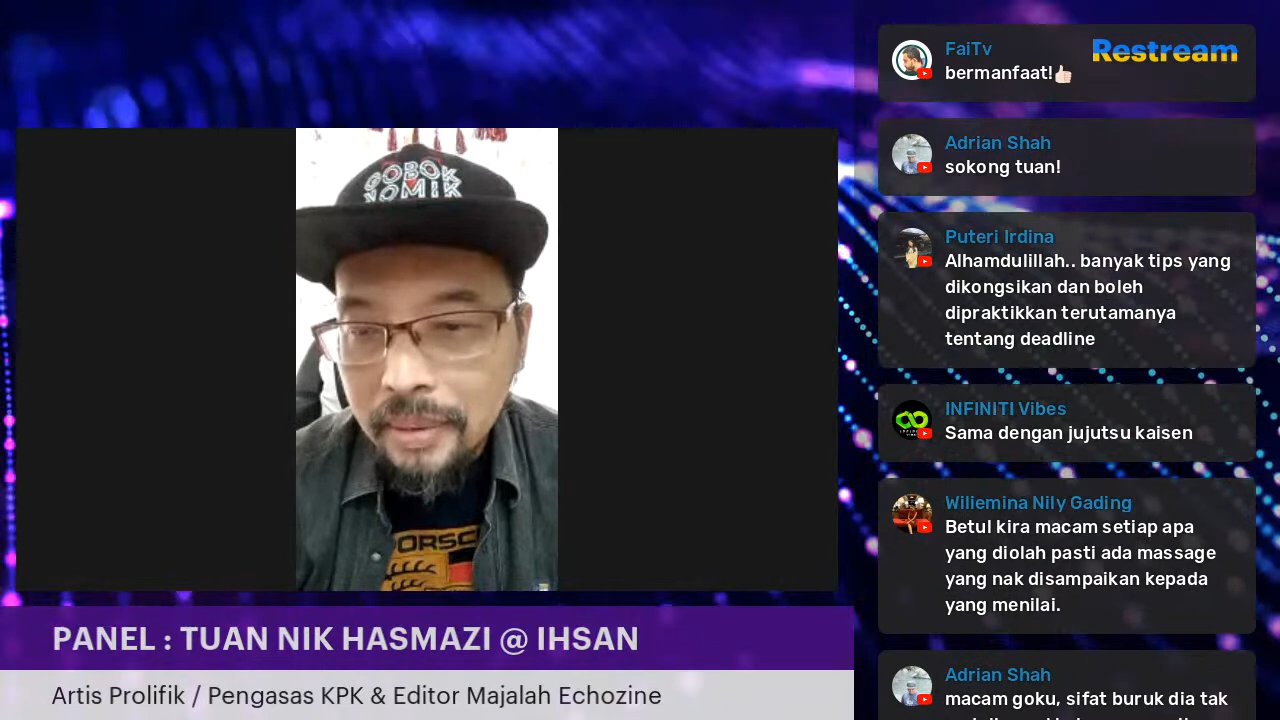 GOBOK
KOMIK
PORSC
PANEL : TUAN NIK HASMAZI @ IHSAN
Artis Prolifik / Pengasas KPK & Editor Majalah Echozine
Restream
FaiTv
bermanfaat!👍🏻
Adrian Shah
sokong tuan!
Puteri Irdina
Alhamdulillah.. banyak tips yang
dikongsikan dan boleh
dipraktikkan terutamanya
tentang deadline
INFINITI Vibes
Sama dengan jujutsu kaisen
Wiliemina Nily Gading
Betul kira macam setiap apa
yang diolah pasti ada massage
yang nak disampaikan kepada
yang menilai.
Adrian Shah
macam goku, sifat buruk dia tak